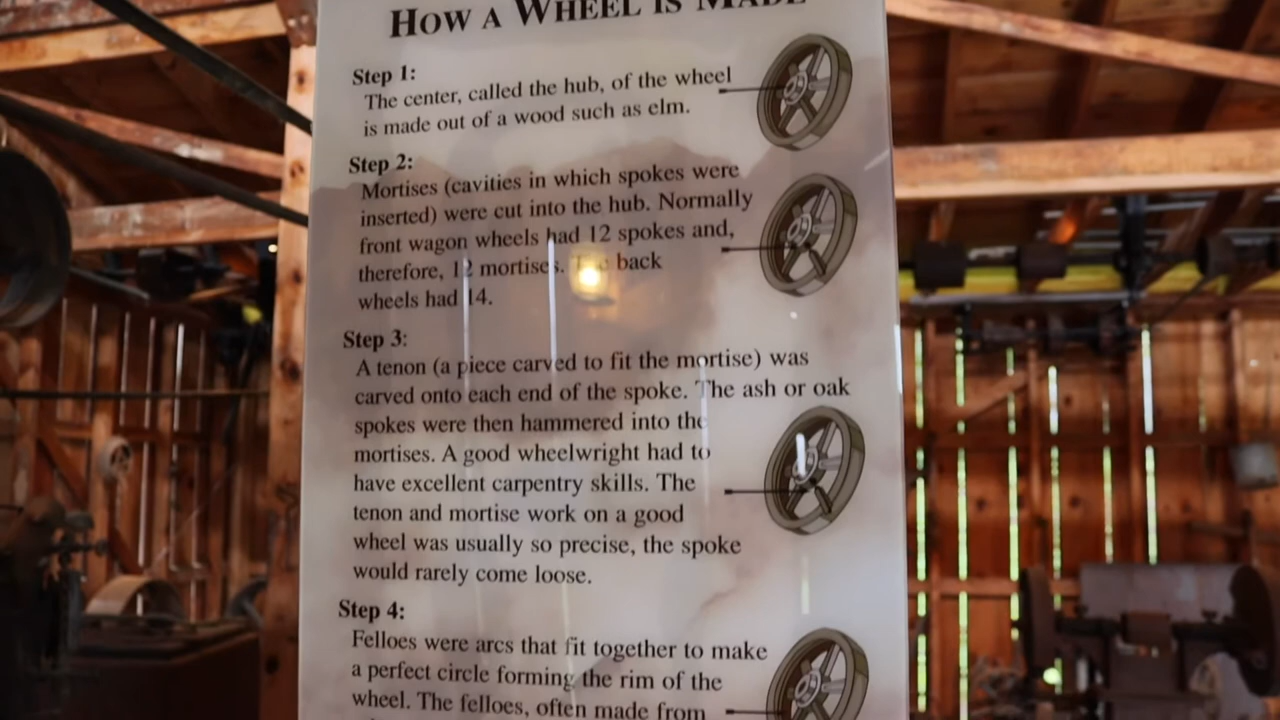 HOW A WHEEL IS MADE
Step 1:
The center, called the hub, of the wheel
is made out of a wood such as elm.
Step 2:
Mortises (cavities in which spokes were
inserted) were cut into the hub. Normally
front wagon wheels had 12 spokes and,
therefore, 12 mortises. The back
wheels had 14.
Step 3:
A tenon (a piece carved to fit the mortise) was
carved onto each end of the spoke. The ash or oak
spokes were then hammered into the
mortises. A good wheelwright had to
have excellent carpentry skills. The
tenon and mortise work on a good
wheel was usually so precise, the spoke
would rarely come loose.
Step 4:
Felloes were arcs that fit together to make
a perfect circle forming the rim of the
wheel. The felloes, often made from